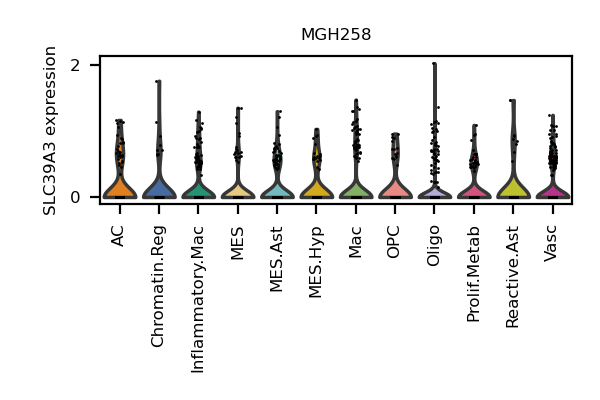 MGH258
SLC39A3 expression
2
0
AC
Chromatin.Reg
Inflammatory.Mac
MES
MES.Ast
MES.Hyp
Mac
OPC
Oligo
Prolif.Metab
Reactive.Ast
Vasc